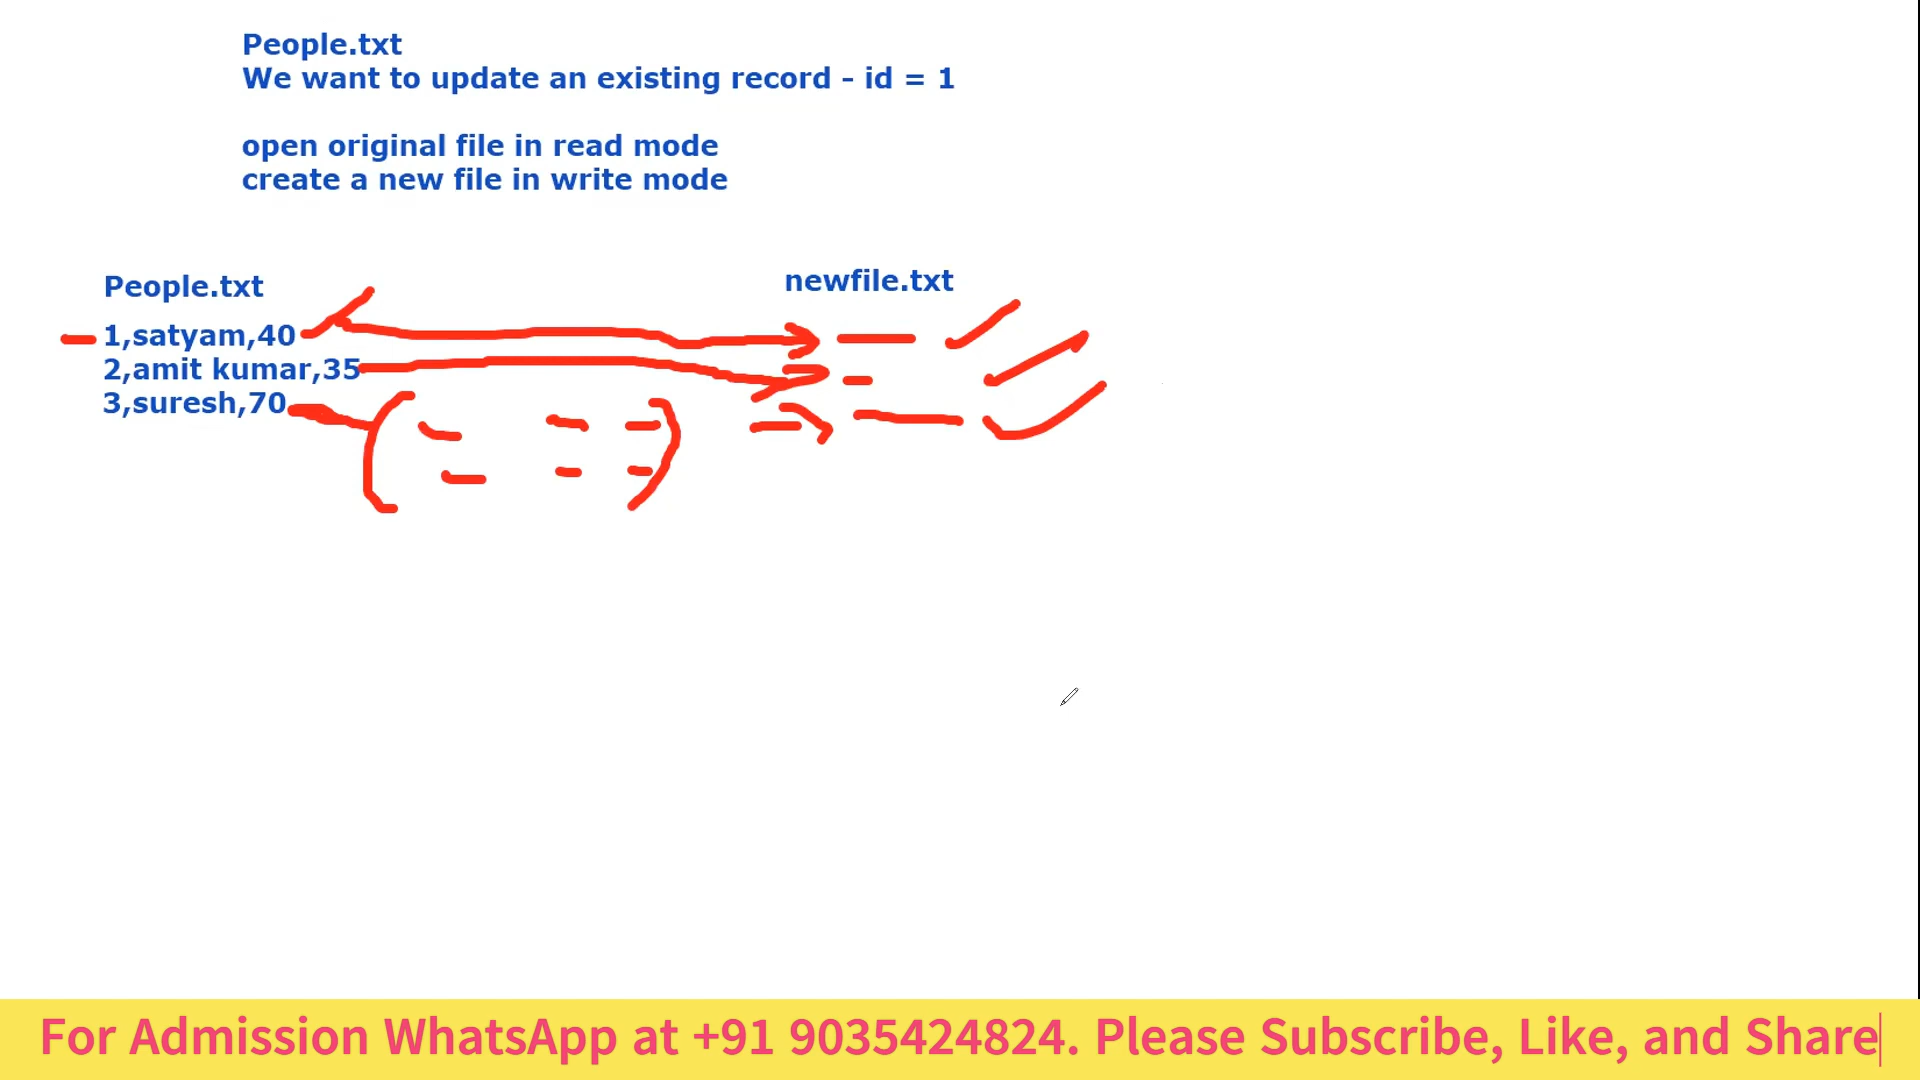 People.txt
We want to update an existing record - id = 1
open original file in read mode
create a new file in write mode
People.txt
newfile.txt
1,satyam,40
2,amit kumar,35
3,suresh,70
For Admission WhatsApp at +91 9035424824. Please Subscribe, Like, and Share